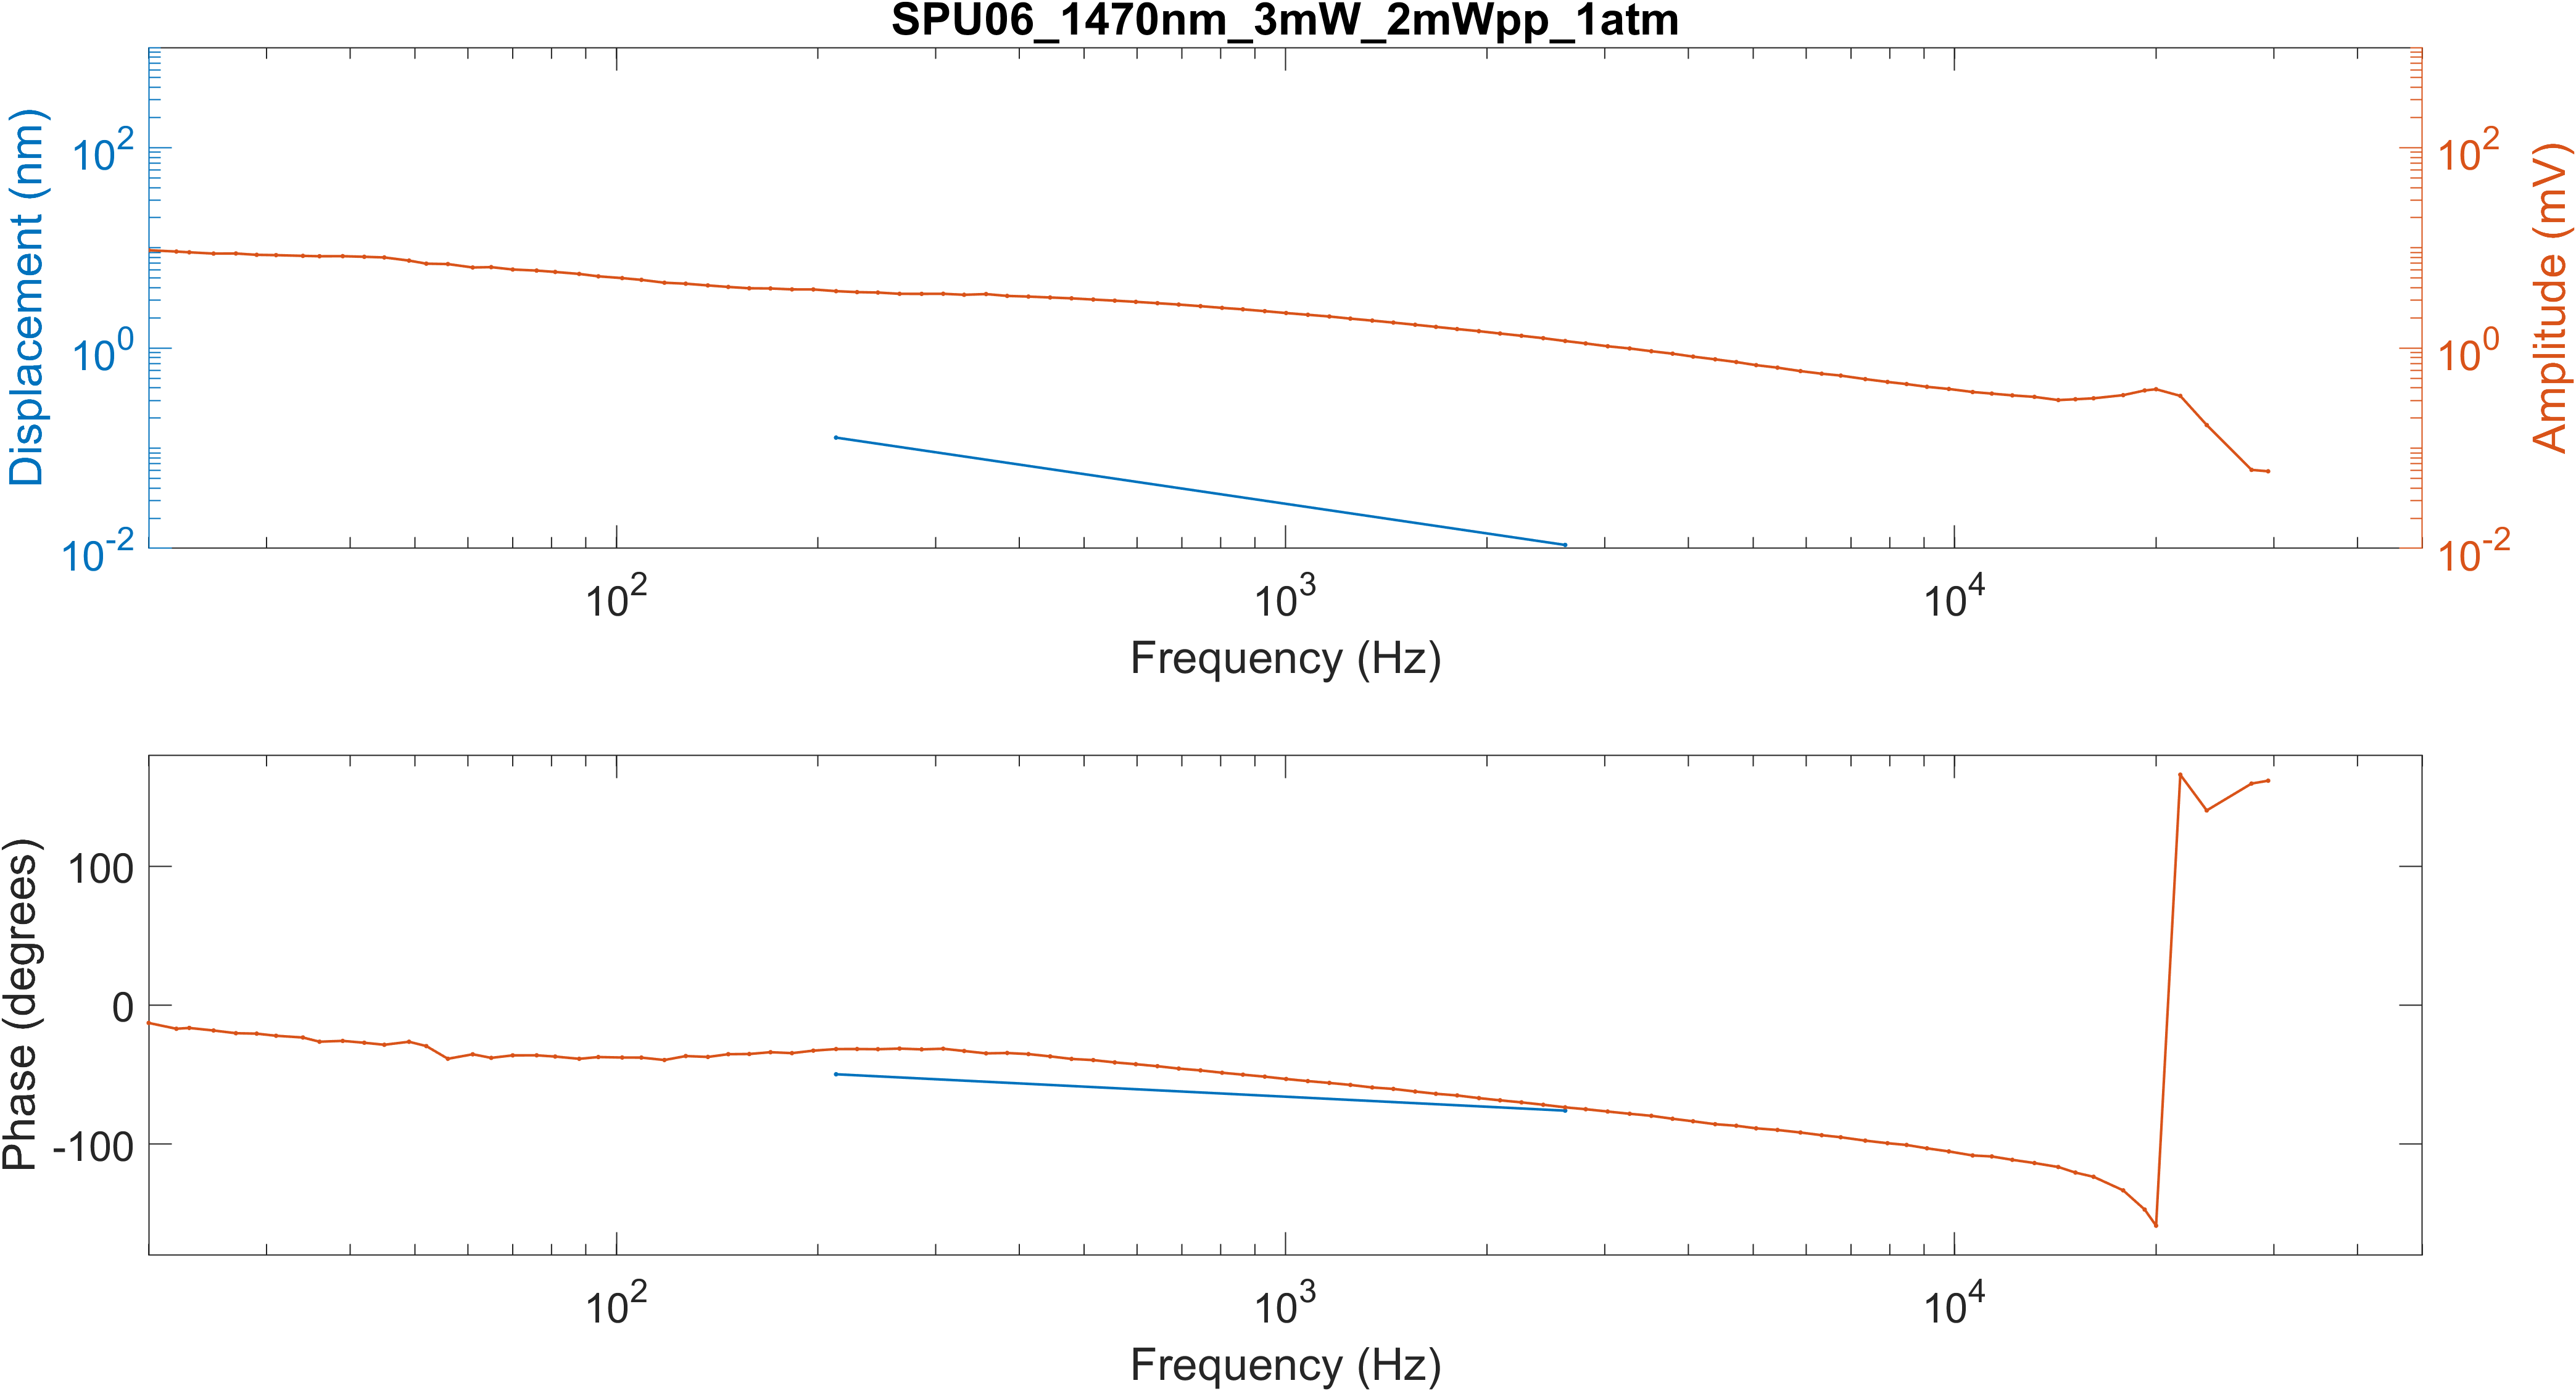 SPU06_1470nm_3mW_2mWpp_1atm
Displacement (nm)
10^2
10^0
10^-2
Amplitude (mV)
10^2
10^0
10^-2
10^2 10^3 10^4
Frequency (Hz)
Phase (degrees)
100
0
-100
10^2 10^3 10^4
Frequency (Hz)